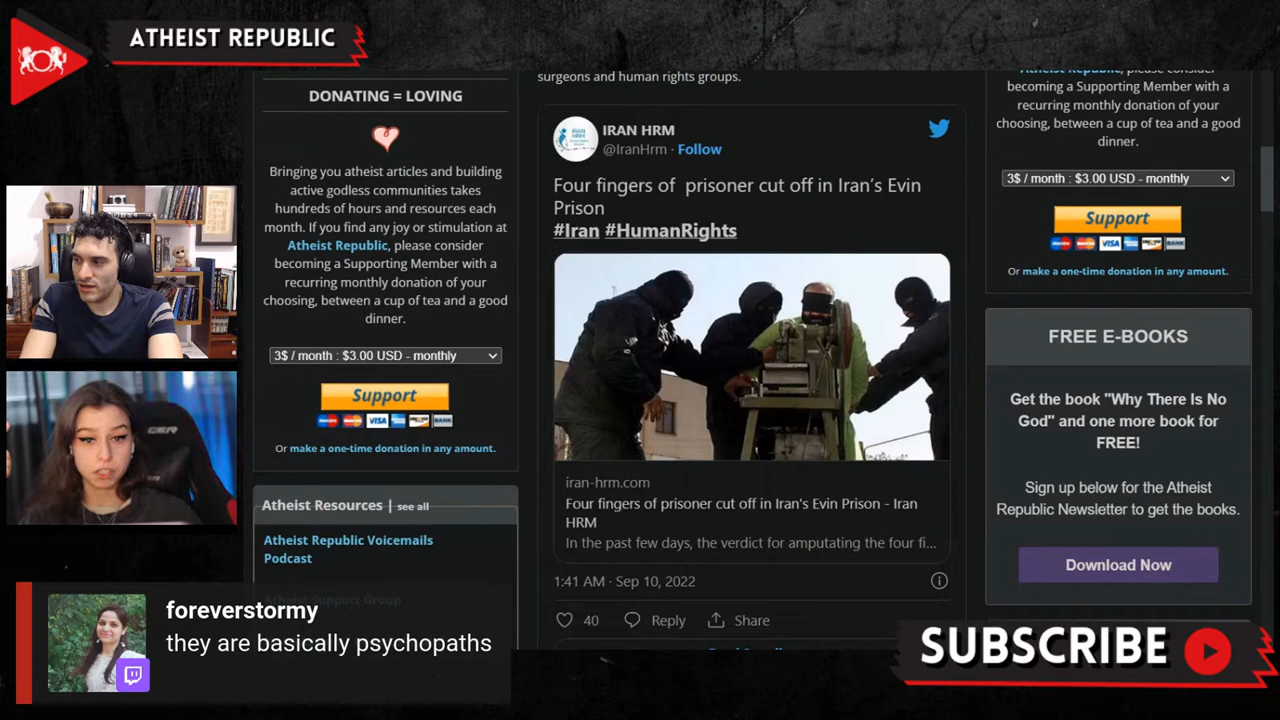 ATHEIST REPUBLIC
DONATING = LOVING
Bringing you atheist articles and building
active godless communities takes
hundreds of hours and resources each
month. If you find any joy or stimulation at
Atheist Republic, please consider
becoming a Supporting Member with a
recurring monthly donation of your
choosing, between a cup of tea and a good
dinner.
3$ / month : $3.00 USD - monthly
Support
VISA
BANK
Or make a one-time donation in any amount.
Atheist Resources | see all
Atheist Republic Voicemails
Podcast
Atheist Support Group
surgeons and human rights groups.
IRAN HRM
@IranHrm · Follow
Four fingers of prisoner cut off in Iran's Evin
Prison
#Iran #HumanRights
iran-hrm.com
Four fingers of prisoner cut off in Iran's Evin Prison - Iran
HRM
In the past few days, the verdict for amputating the four fi...
1:41 AM · Sep 10, 2022
40 Reply Share
Atheist Republic, please consider
becoming a Supporting Member with a
recurring monthly donation of your
choosing, between a cup of tea and a good
dinner.
3$ / month : $3.00 USD - monthly
Support
VISA
BANK
Or make a one-time donation in any amount.
FREE E-BOOKS
Get the book "Why There Is No
God" and one more book for
FREE!
Sign up below for the Atheist
Republic Newsletter to get the books.
Download Now
foreverstormy
they are basically psychopaths
SUBSCRIBE